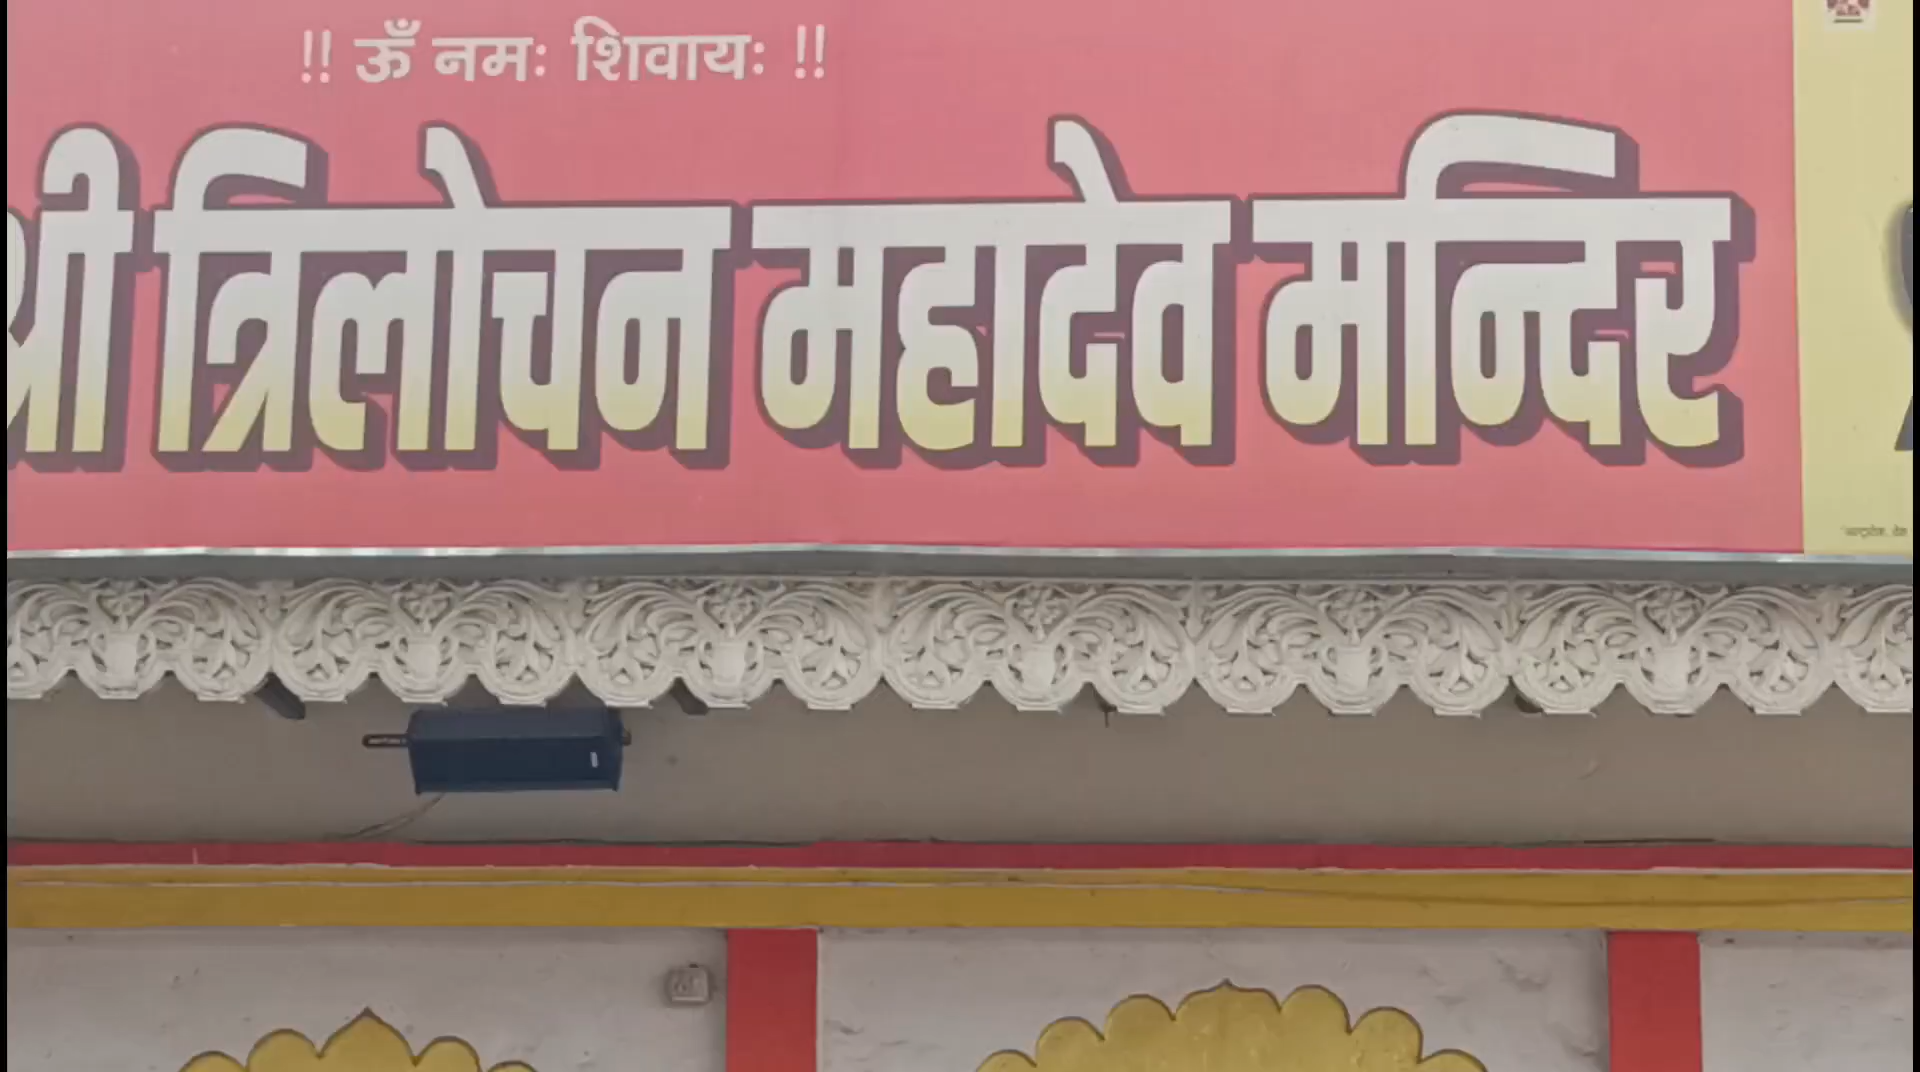 !! ॐ नमः शिवायः !!
श्री त्रिलोचन महादेव मन्दिर